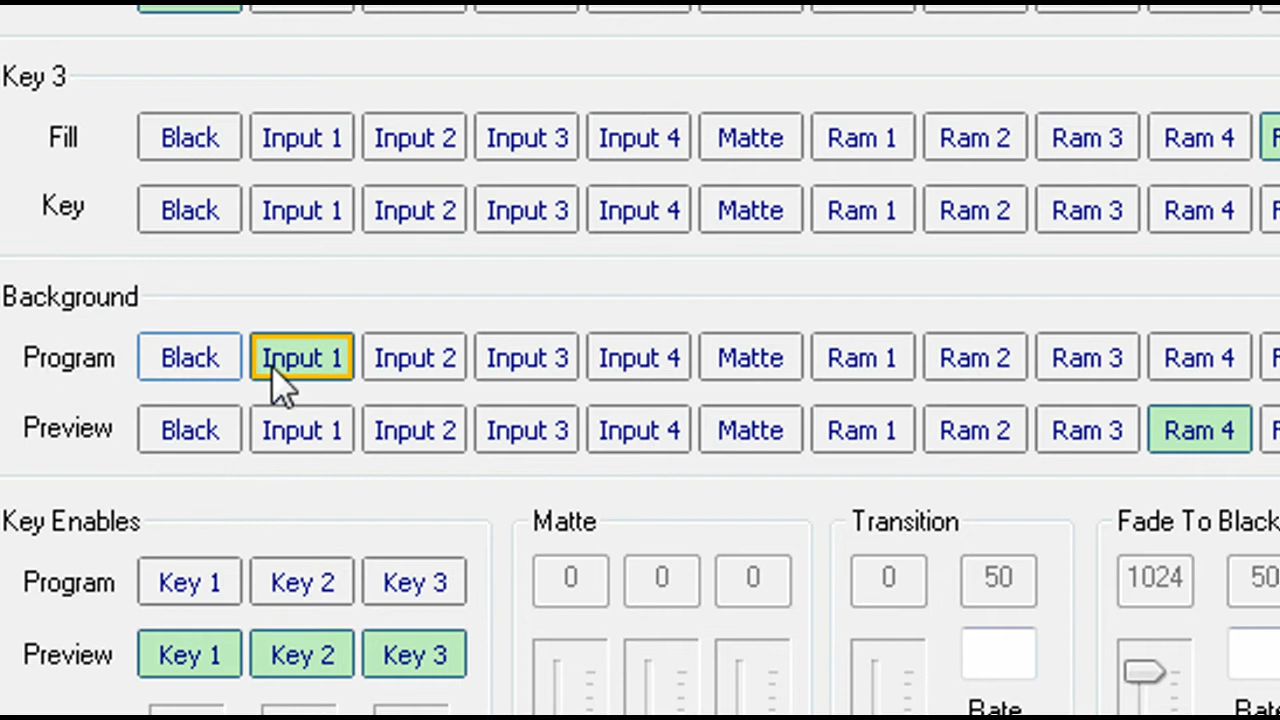 Key 3
Fill Black Input 1 Input 2 Input 3 Input 4 Matte Ram 1 Ram 2 Ram 3 Ram 4
Key Black Input 1 Input 2 Input 3 Input 4 Matte Ram 1 Ram 2 Ram 3 Ram 4
Background
Program Black Input 1 Input 2 Input 3 Input 4 Matte Ram 1 Ram 2 Ram 3 Ram 4
Preview Black Input 1 Input 2 Input 3 Input 4 Matte Ram 1 Ram 2 Ram 3 Ram 4
Key Enables Matte Transition Fade To Black
Program Key 1 Key 2 Key 3 0 0 0 0 50 1024 50
Preview Key 1 Key 2 Key 3
Rate